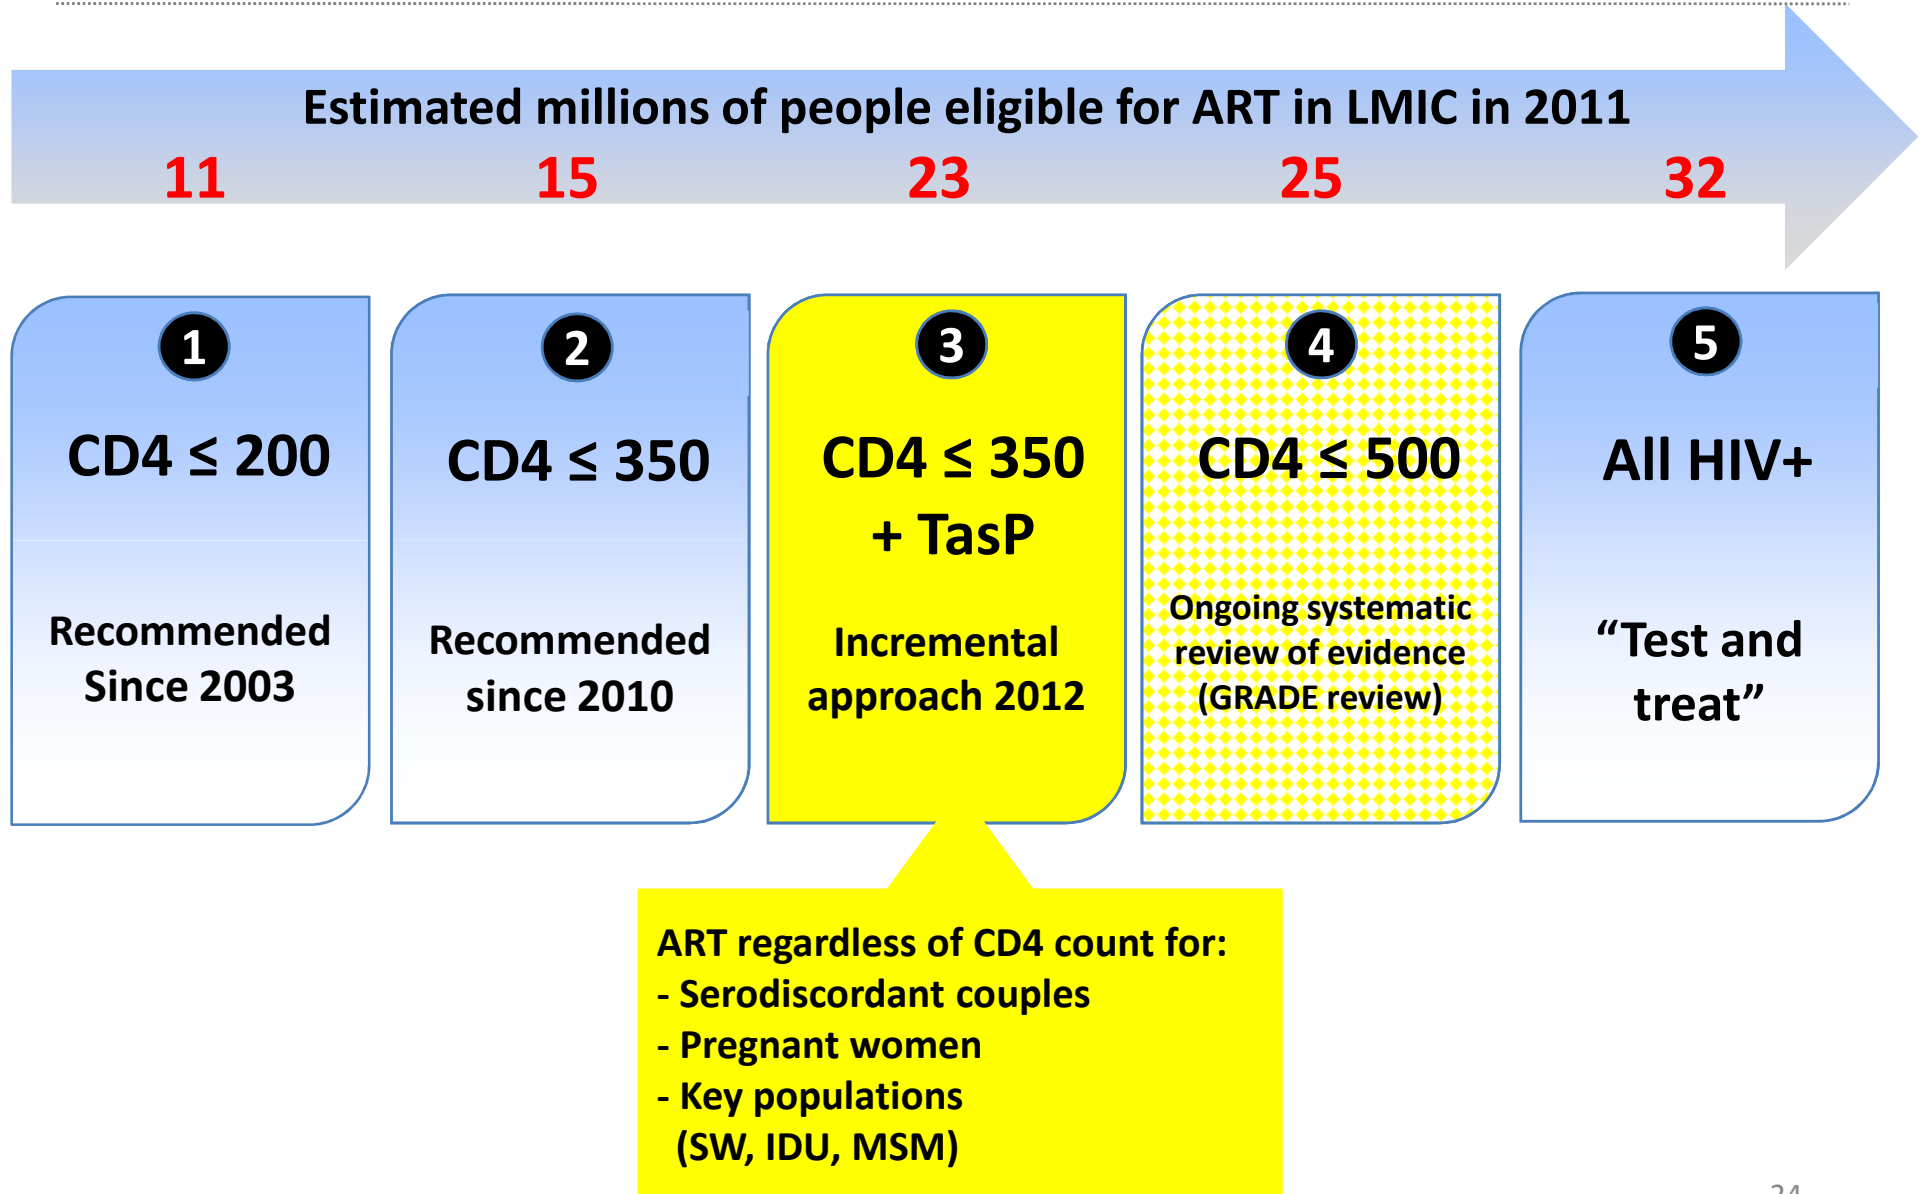 Estimated millions of people eligible for ART in LMIC in 2011
11 15 23 25 32
1
CD4 ≤ 200
Recommended
Since 2003
2
CD4 ≤ 350
Recommended
since 2010
3
CD4 ≤ 350
+ TasP
Incremental
approach 2012
4
CD4 ≤ 500
Ongoing systematic
review of evidence
(GRADE review)
5
All HIV+
“Test and
treat”
ART regardless of CD4 count for:
- Serodiscordant couples
- Pregnant women
- Key populations
(SW, IDU, MSM)